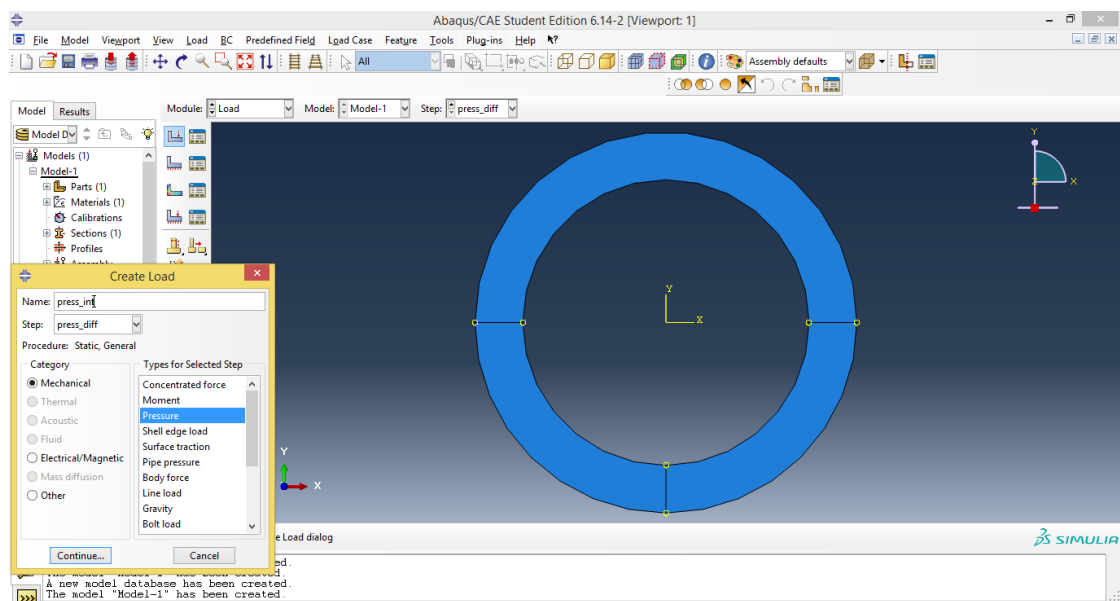 Abaqus/CAE Student Edition 6.14-2 [Viewport: 1]
File Model Viewport View Load BC Predefined Field Load Case Feature Tools Plug-ins Help
All
Assembly defaults
Model Results
Module: Load Model: Model-1 Step: press_diff
Model D
Models (1)
Model-1
Parts (1)
Materials (1)
Calibrations
Sections (1)
Profiles
Create Load
Name: press_int
Step: press_diff
Procedure: Static, General
Category
Types for Selected Step
Mechanical
Thermal
Acoustic
Fluid
Electrical/Magnetic
Mass diffusion
Other
Concentrated force
Moment
Pressure
Shell edge load
Surface traction
Pipe pressure
Body force
Line load
Gravity
Bolt load
Continue...
Cancel
Y
X
Y
X
Z
Y
X
e Load dialog
SIMULIA
ed.
A new model database has been created.
The model "Model-1" has been created.
>>>